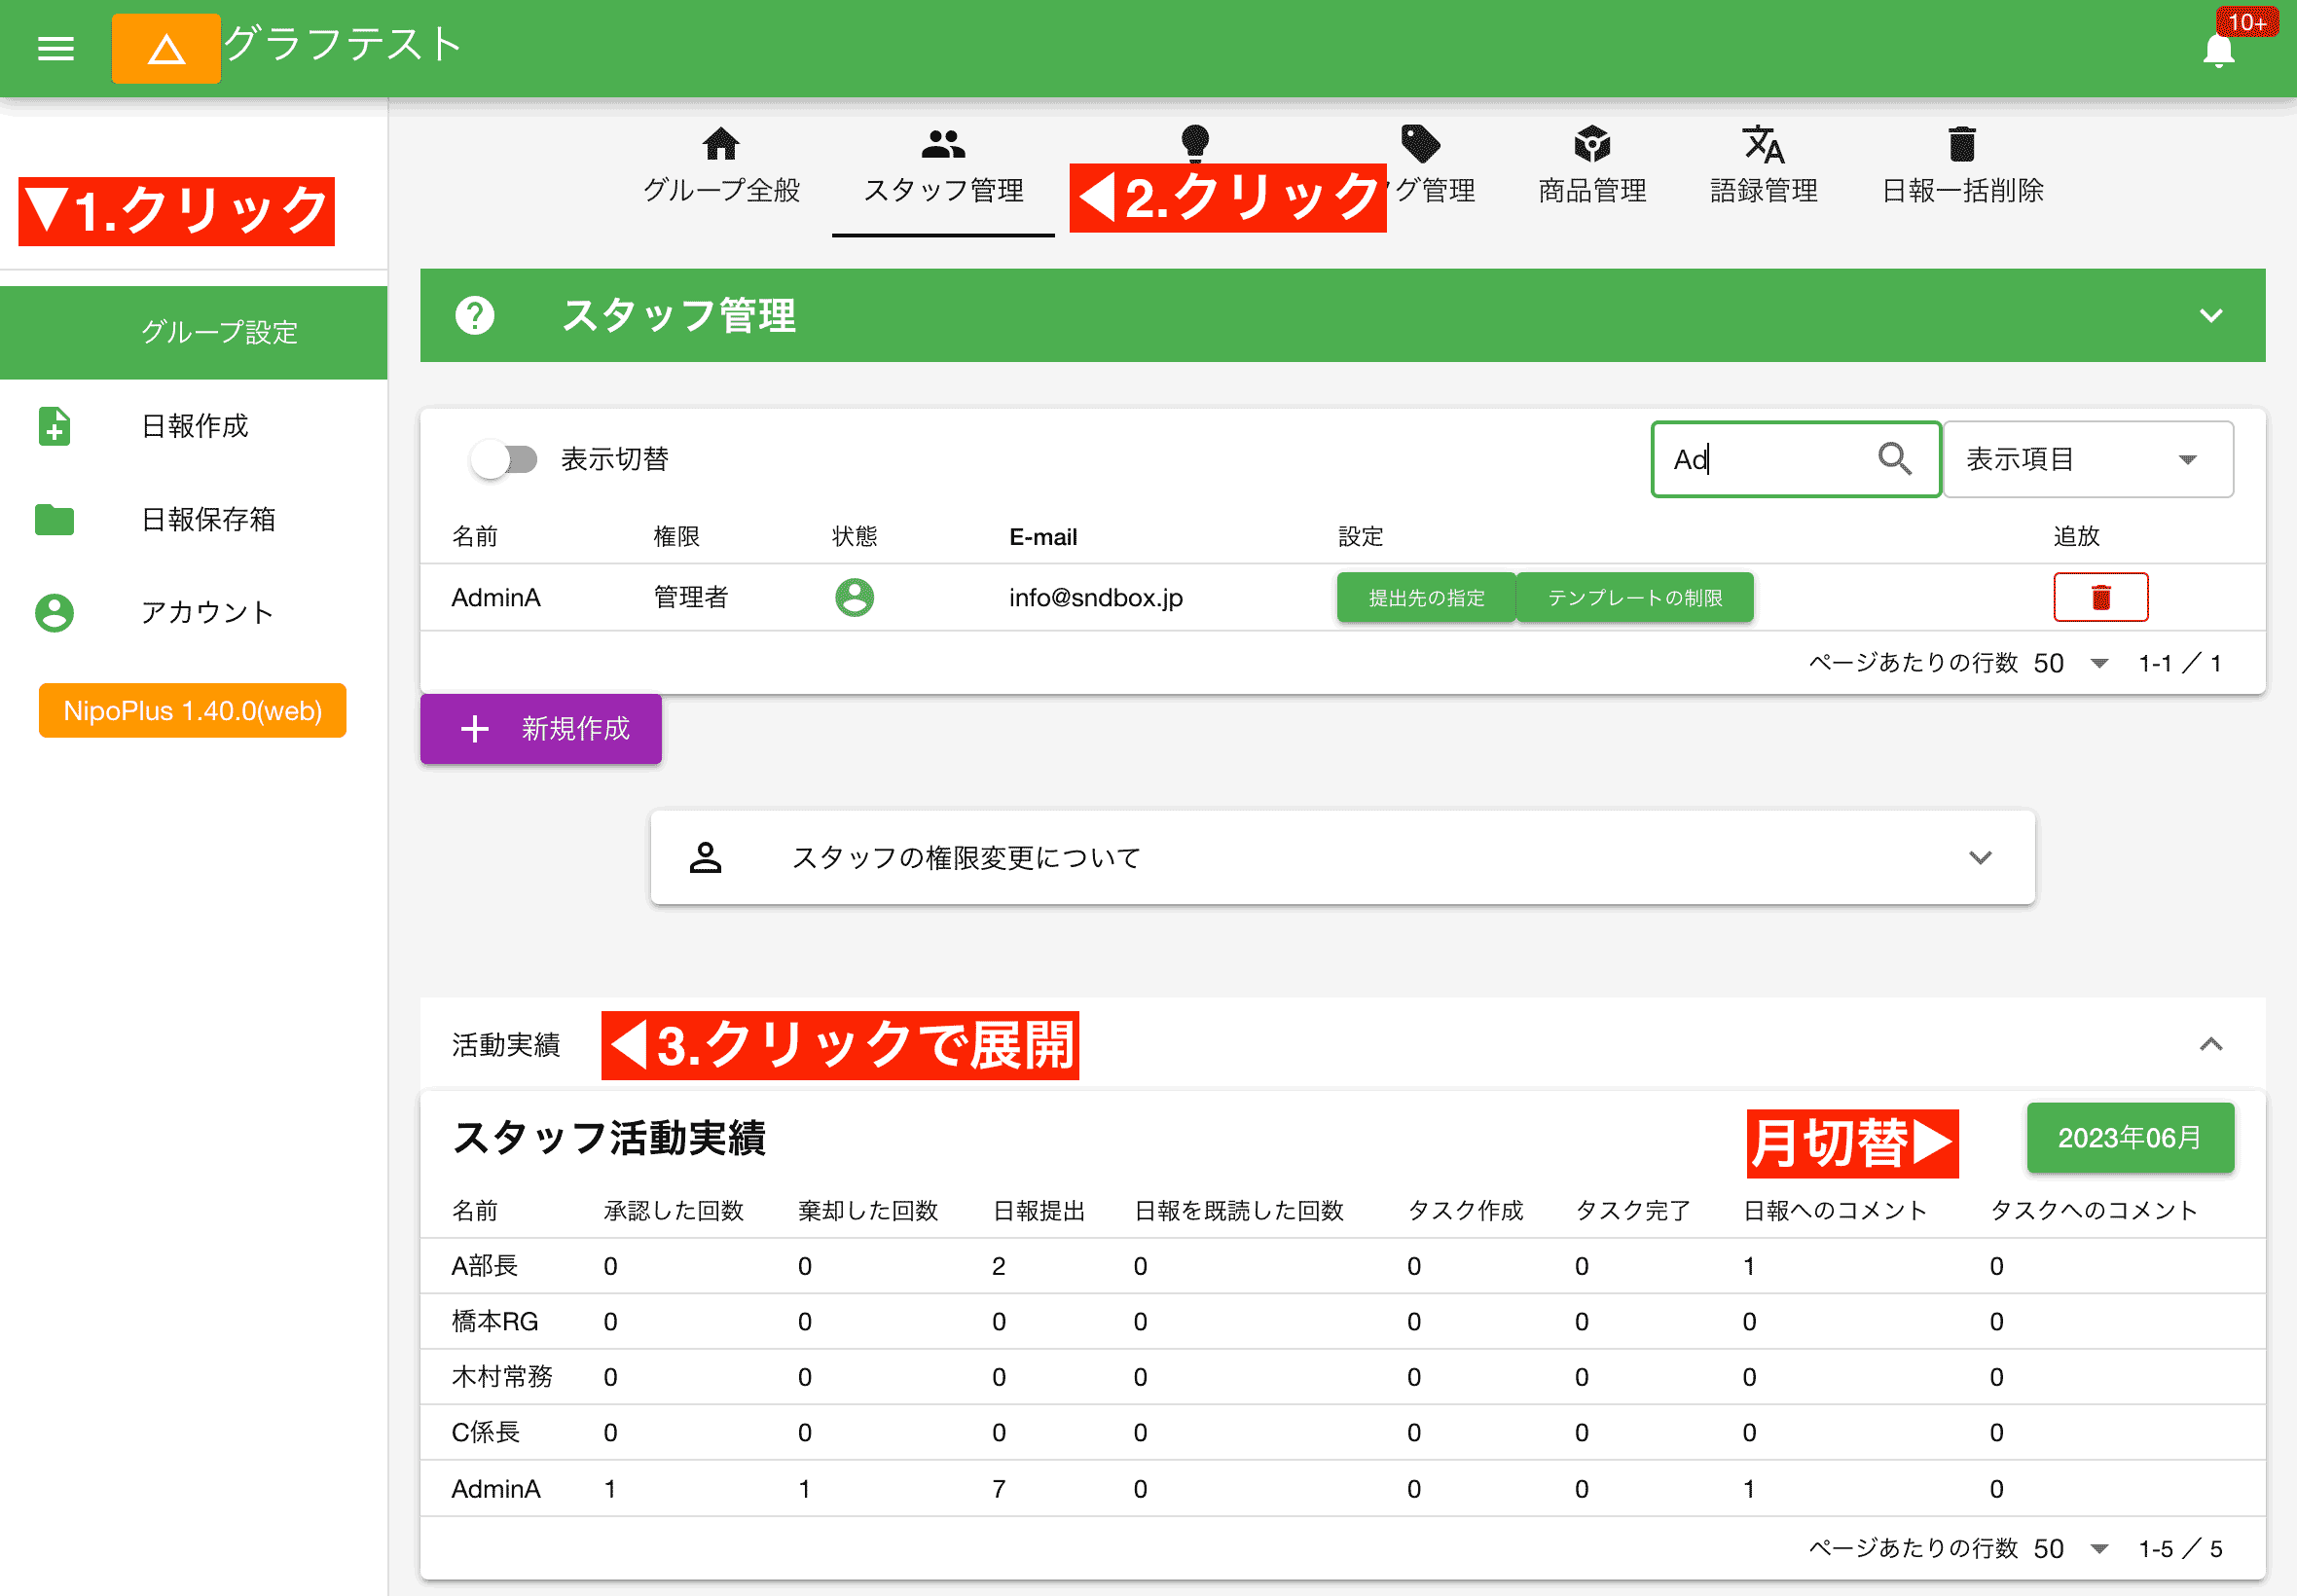 グラフテスト
10+
▼1.クリック
グループ設定
日報作成
日報保存箱
アカウント
NipoPlus 1.40.0(web)
グループ全般 スタッフ管理 ◀2.クリック グ管理 商品管理 語録管理 日報一括削除
スタッフ管理
表示切替 Ad 表示項目
名前 権限 状態 E-mail 設定 追放
AdminA 管理者 info@sndbox.jp 提出先の指定 テンプレートの制限
ページあたりの行数 50 1-1 / 1
新規作成
スタッフの権限変更について
活動実績 ◀3.クリックで展開
スタッフ活動実績 月切替▶ 2023年06月
名前 承認した回数 棄却した回数 日報提出 日報を既読した回数 タスク作成 タスク完了 日報へのコメント タスクへのコメント
A部長 0 0 2 0 0 0 1 0
橋本RG 0 0 0 0 0 0 0 0
木村常務 0 0 0 0 0 0 0 0
C係長 0 0 0 0 0 0 0 0
AdminA 1 1 7 0 0 0 1 0
ページあたりの行数 50 1-5 / 5